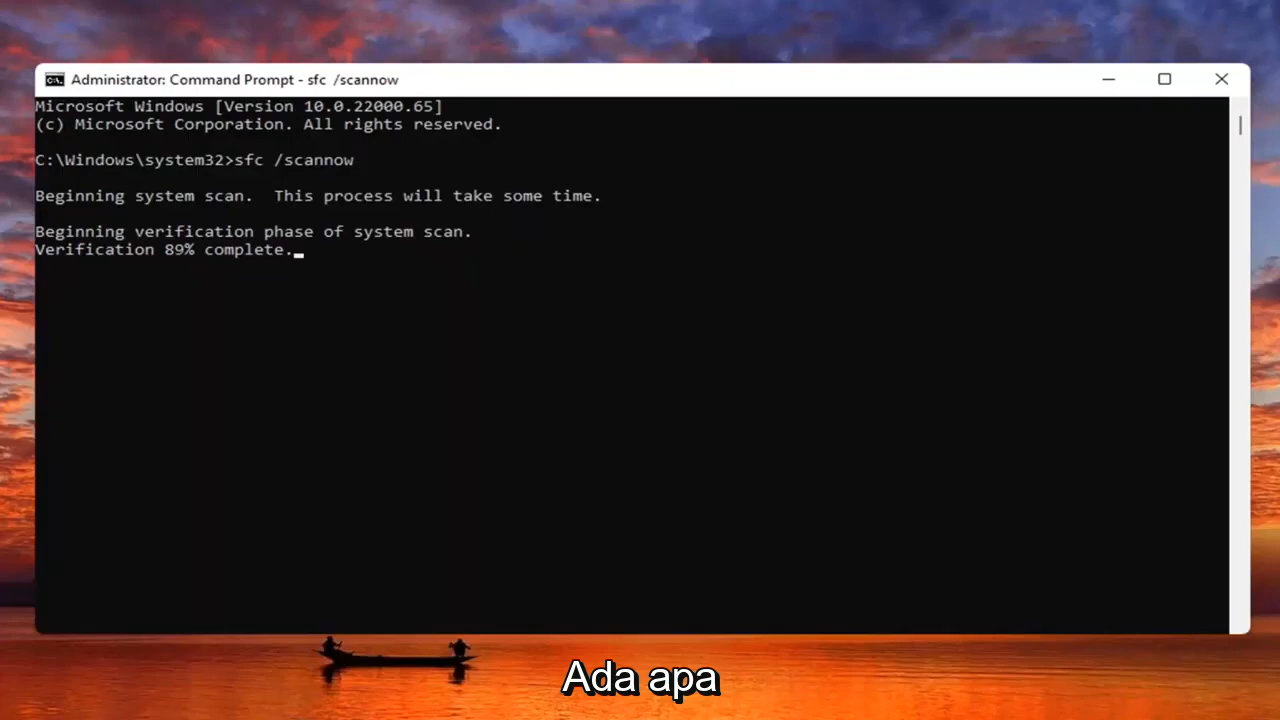 Administrator: Command Prompt - sfc  /scannow
Microsoft Windows [Version 10.0.22000.65]
(c) Microsoft Corporation. All rights reserved.
C:\Windows\system32>sfc /scannow
Beginning system scan.  This process will take some time.
Beginning verification phase of system scan.
Verification 89% complete.
Ada apa